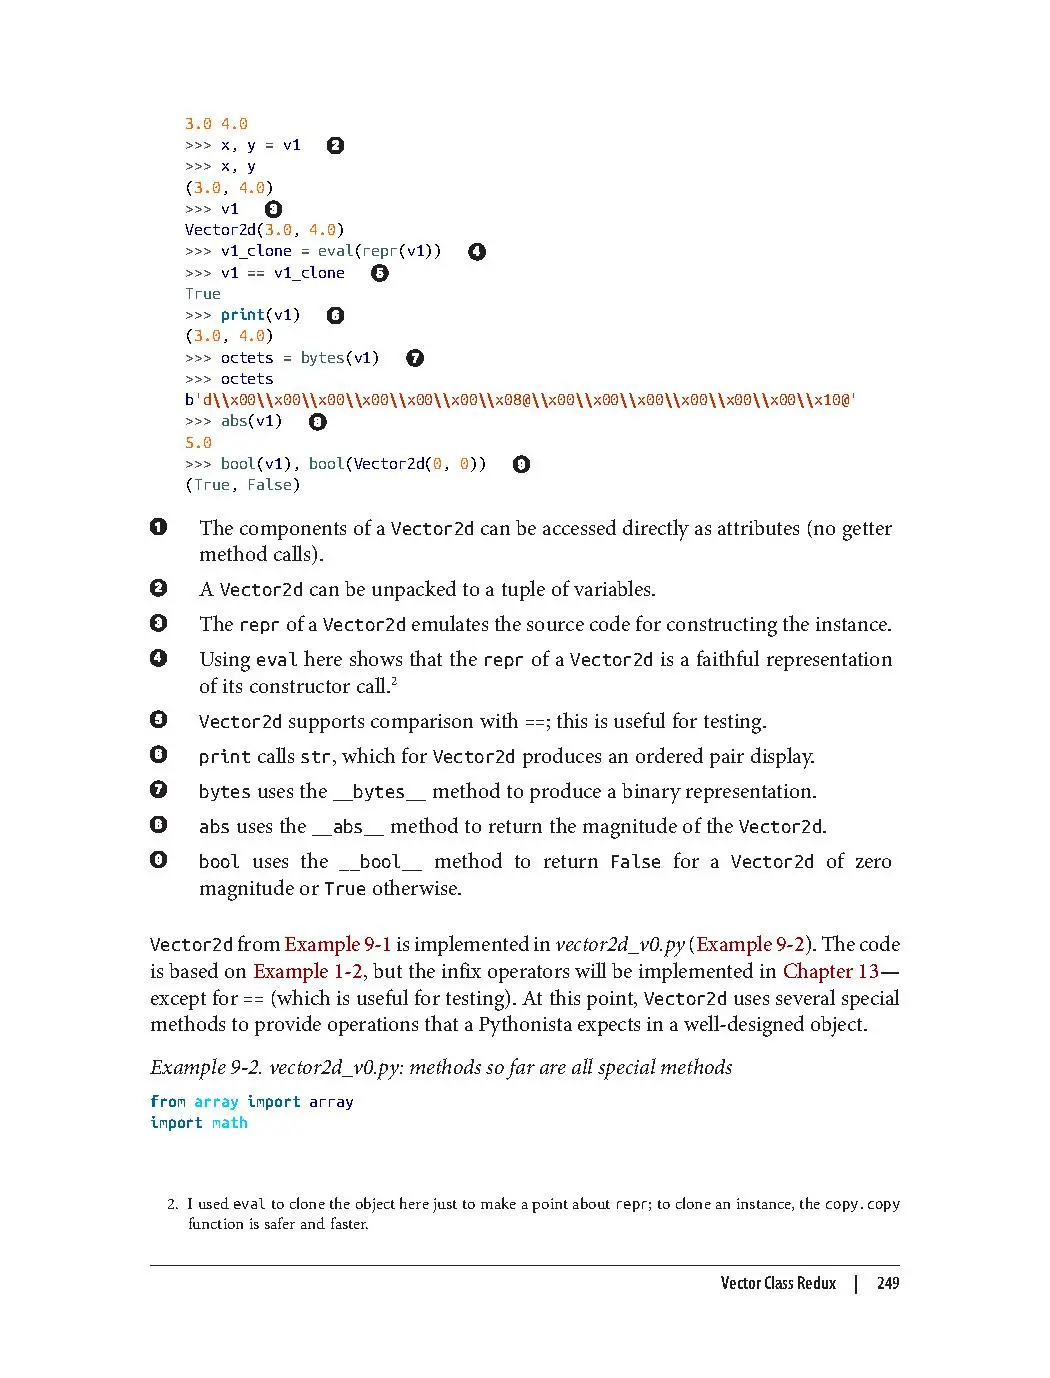 3.0 4.0
>>> x, y = v1 ❷
>>> x, y
(3.0, 4.0)
>>> v1 ❸
Vector2d(3.0, 4.0)
>>> v1_clone = eval(repr(v1)) ❹
>>> v1 == v1_clone ❺
True
>>> print(v1) ❻
(3.0, 4.0)
>>> octets = bytes(v1) ❼
>>> octets
b'd\\x00\\x00\\x00\\x00\\x00\\x00\\x08@\\x00\\x00\\x00\\x00\\x00\\x00\\x10@'
>>> abs(v1) ❽
5.0
>>> bool(v1), bool(Vector2d(0, 0)) ❾
(True, False)
❶ The components of a Vector2d can be accessed directly as attributes (no getter
method calls).
❷ A Vector2d can be unpacked to a tuple of variables.
❸ The repr of a Vector2d emulates the source code for constructing the instance.
❹ Using eval here shows that the repr of a Vector2d is a faithful representation
of its constructor call.2
❺ Vector2d supports comparison with ==; this is useful for testing.
❻ print calls str, which for Vector2d produces an ordered pair display.
❼ bytes uses the __bytes__ method to produce a binary representation.
❽ abs uses the __abs__ method to return the magnitude of the Vector2d.
❾ bool uses the __bool__ method to return False for a Vector2d of zero
magnitude or True otherwise.
Vector2d from Example 9-1 is implemented in vector2d_v0.py (Example 9-2). The code
is based on Example 1-2, but the infix operators will be implemented in Chapter 13—
except for == (which is useful for testing). At this point, Vector2d uses several special
methods to provide operations that a Pythonista expects in a well-designed object.
Example 9-2. vector2d_v0.py: methods so far are all special methods
from array import array
import math
2. I used eval to clone the object here just to make a point about repr; to clone an instance, the copy.copy
function is safer and faster.
Vector Class Redux | 249